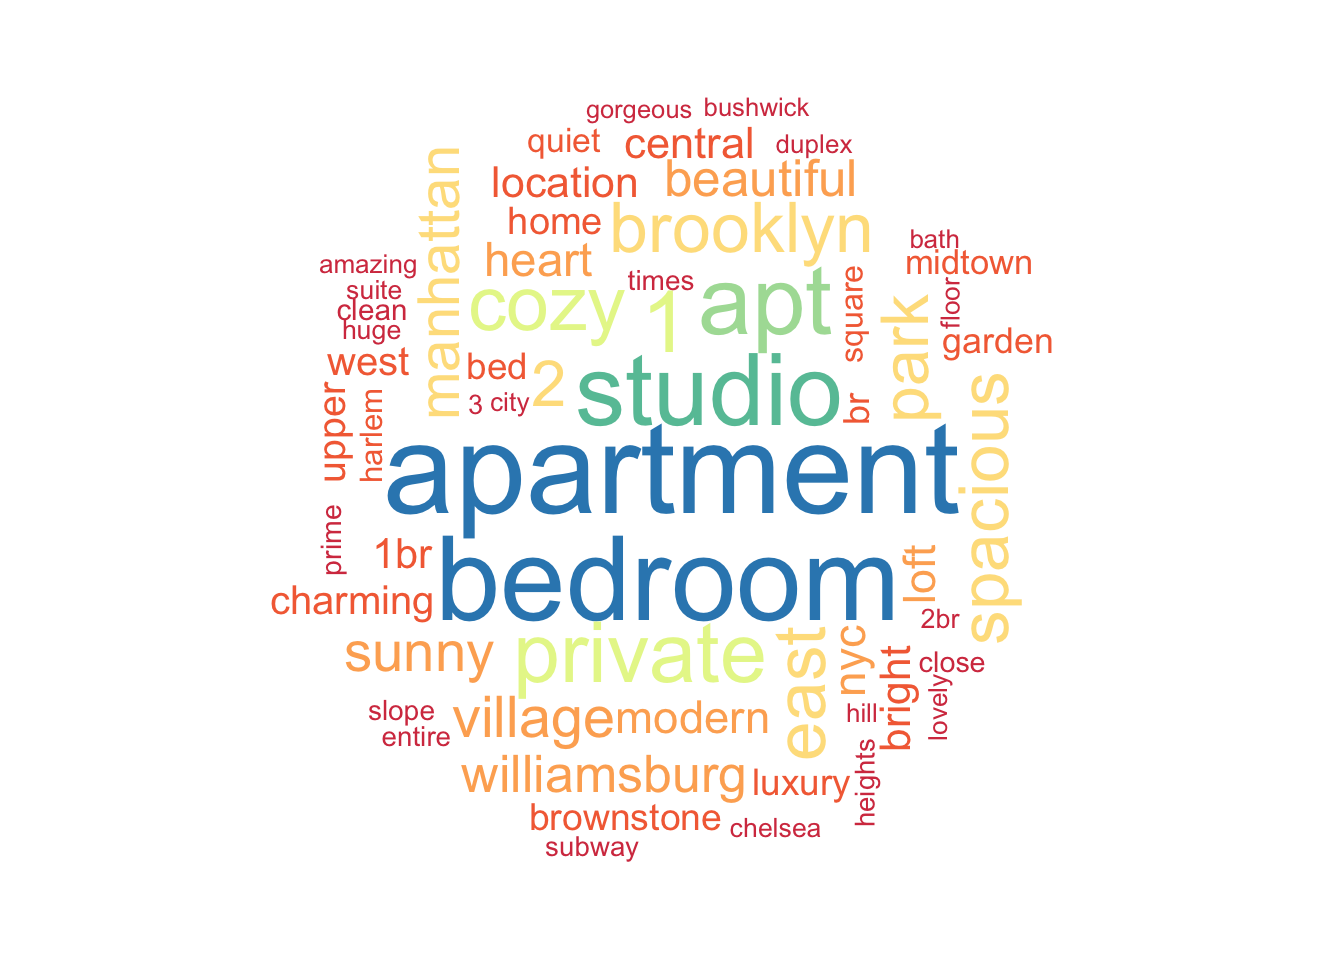 gorgeous
bushwick
quiet
central
duplex
manhattan
location
beautiful
home
brooklyn
bath
amazing
heart
midtown
suite
times
square
floor
clean
cozy
1
apt
park
huge
garden
west
bed
2
studio
spacious
3
city
br
upper
harlem
apartment
prime
1br
bedroom
loft
charming
2br
sunny
private
east
nyc
bright
close
slope
village
modern
hill
lovely
entire
williamsburg
luxury
heights
brownstone
chelsea
subway